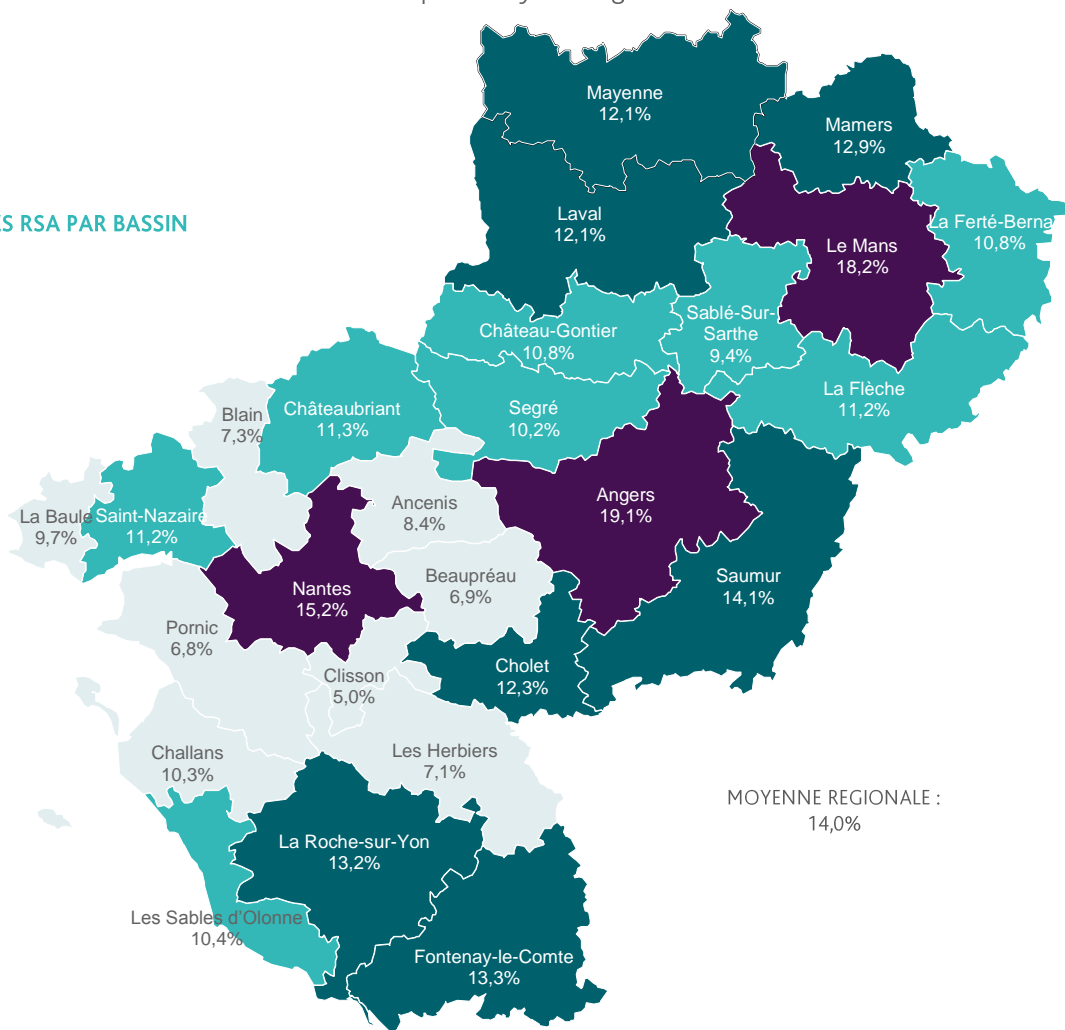 Mayenne
12,1%
Mamers
12,9%
ES RSA PAR BASSIN
Laval
12,1%
La Ferté-Berna
10,8%
Le Mans
18,2%
Château-Gontier
10,8%
Sablé-Sur-
Sarthe
9,4%
La Flèche
11,2%
Blain
7,3%
Châteaubriant
11,3%
Segré
10,2%
Angers
19,1%
Ancenis
8,4%
La Baule
9,7%
Saint-Nazaire
11,2%
Beaupréau
6,9%
Saumur
14,1%
Nantes
15,2%
Pornic
6,8%
Cholet
12,3%
Clisson
5,0%
Challans
10,3%
Les Herbiers
7,1%
MOYENNE REGIONALE :
14,0%
La Roche-sur-Yon
13,2%
Les Sables d'Olonne
10,4%
Fontenay-le-Comte
13,3%